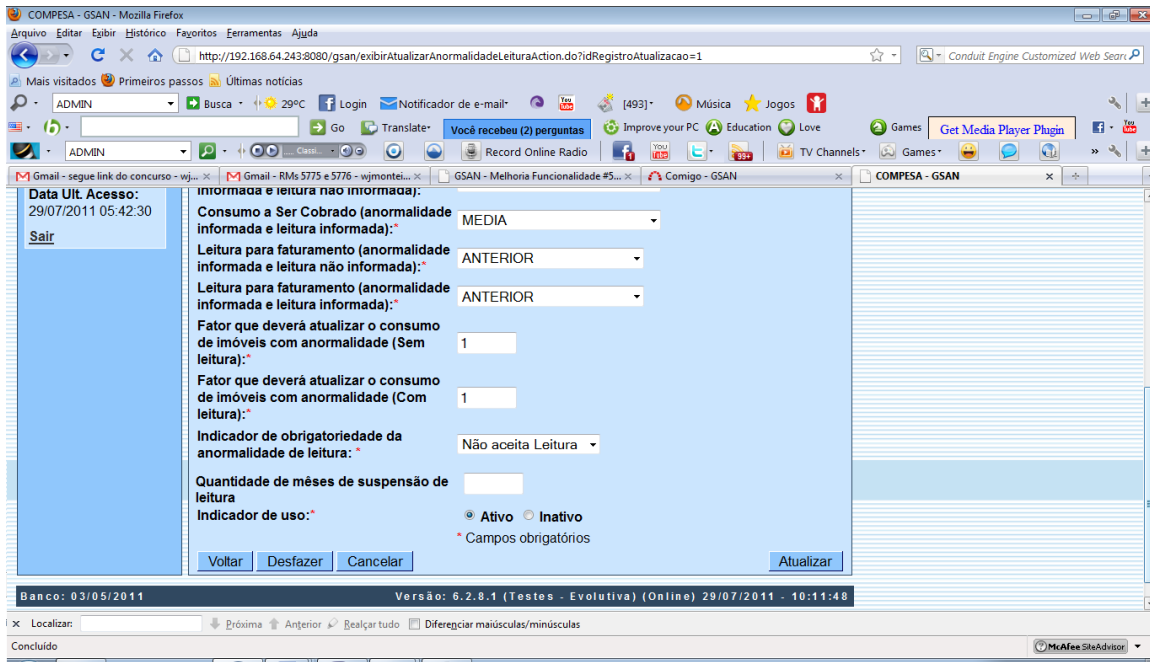 COMPESA - GSAN - Mozilla Firefox
Arquivo Editar Exibir Histórico Favoritos Ferramentas Ajuda
http://192.168.64.243:8080/gsan/exibirAtualizarAnormalidadeLeituraAction.do?idRegistroAtualizacao=1 Conduit Engine Customized Web Searc
Mais visitados Primeiros passos Últimas notícias
ADMIN Busca 29ºC Login Notificador de e-mail You Tube [493] Música Jogos
Go Translate Você recebeu (2) perguntas Improve your PC Education Love Games Get Media Player Plugin
ADMIN Classi... Record Online Radio You Tube 99+ TV Channels Games
Gmail - segue link do concurso - wj... Gmail - RMs 5775 e 5776 - wjmontei... GSAN - Melhoria Funcionalidade #5... Comigo - GSAN COMPESA - GSAN
Data Ult. Acesso:
29/07/2011 05:42:30
Sair
informada e leitura não informada):
Consumo a Ser Cobrado (anormalidade
informada e leitura informada):* MEDIA
Leitura para faturamento (anormalidade
informada e leitura não informada):* ANTERIOR
Leitura para faturamento (anormalidade
informada e leitura informada):* ANTERIOR
Fator que deverá atualizar o consumo
de imóveis com anormalidade (Sem
leitura):* 1
Fator que deverá atualizar o consumo
de imóveis com anormalidade (Com
leitura):* 1
Indicador de obrigatoriedade da
anormalidade de leitura: * Não aceita Leitura
Quantidade de mêses de suspensão de
leitura
Indicador de uso:* Ativo Inativo
* Campos obrigatórios
Voltar Desfazer Cancelar Atualizar
Banco: 03/05/2011 Versão: 6.2.8.1 (Testes - Evolutiva) (Online) 29/07/2011 - 10:11:48
x Localizar: Próxima Anterior Realçar tudo Diferenciar maiúsculas/minúsculas
Concluído McAfee SiteAdvisor